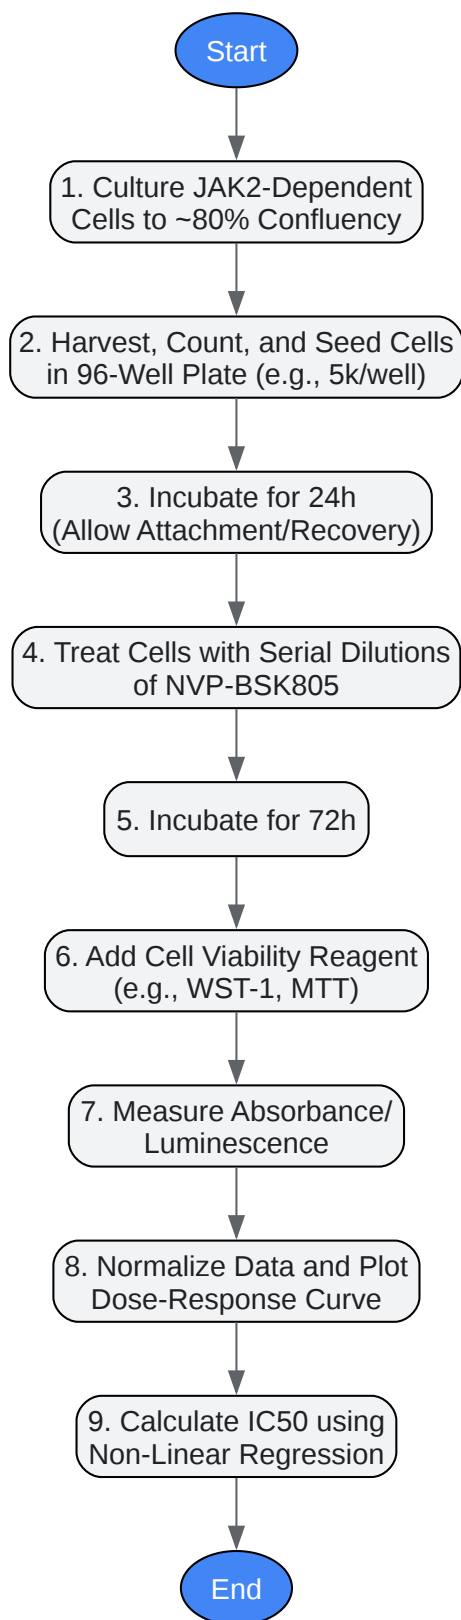 Start
1. Culture JAK2-Dependent
Cells to ~80% Confluency
2. Harvest, Count, and Seed Cells
in 96-Well Plate (e.g., 5k/well)
3. Incubate for 24h
(Allow Attachment/Recovery)
4. Treat Cells with Serial Dilutions
of NVP-BSK805
5. Incubate for 72h
6. Add Cell Viability Reagent
(e.g., WST-1, MTT)
7. Measure Absorbance/
Luminescence
8. Normalize Data and Plot
Dose-Response Curve
9. Calculate IC50 using
Non-Linear Regression
End